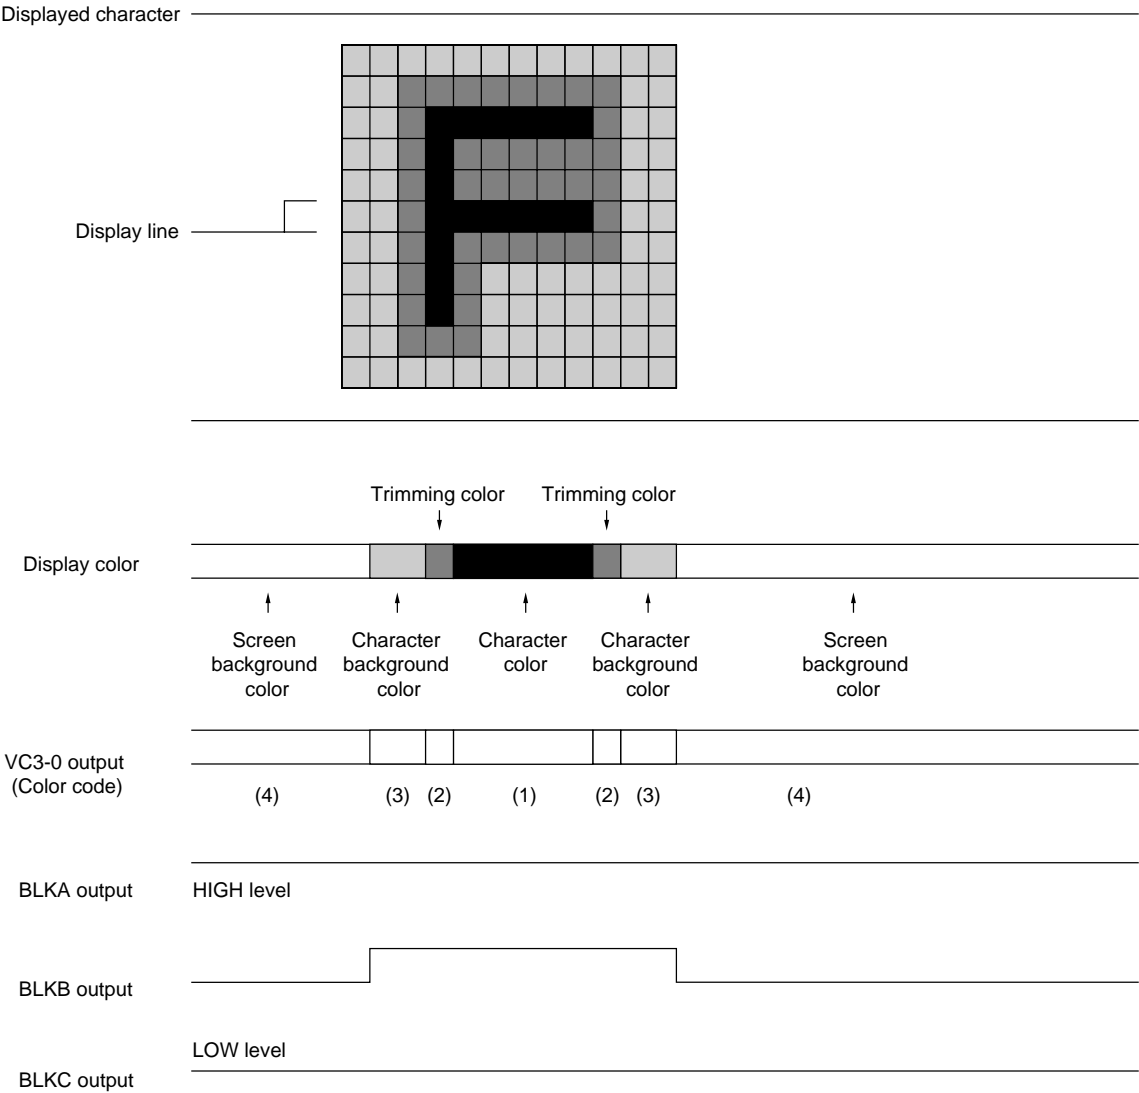 Displayed character
Display line
Trimming color
Trimming color
Display color
Screen
background
color
Character
background
color
Character
color
Character
background
color
Screen
background
color
VC3-0 output
(Color code)
(4)
(3)
(2)
(1)
(2)
(3)
(4)
BLKA output
HIGH level
BLKB output
LOW level
BLKC output